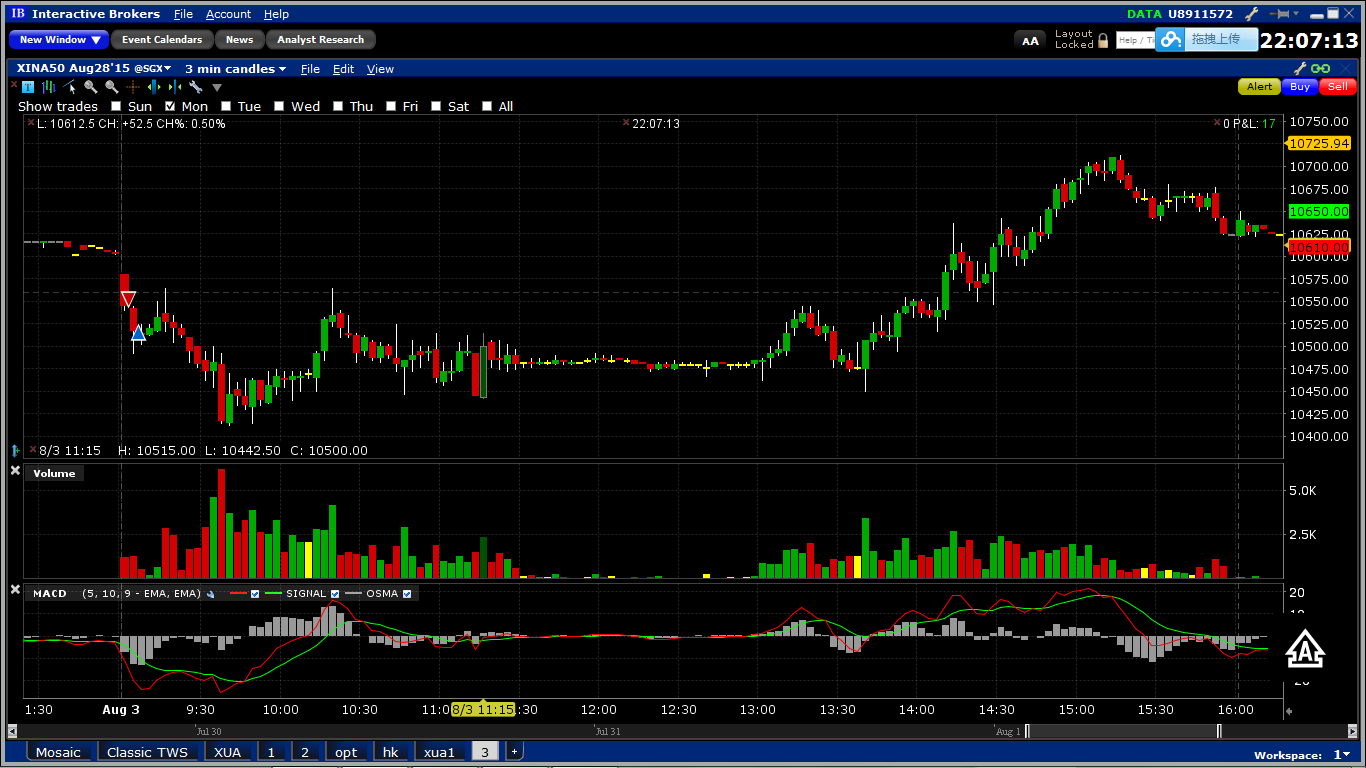 IB Interactive Brokers File Account Help DATA U8911572
New Window ▼ Event Calendars News Analyst Research AA Layout Locked Help / Ti 拖拽上传 22:07:13
XINA50 Aug28'15 @SGX 3 min candles File Edit View
Alert Buy Sell
Show trades Sun Mon Tue Wed Thu Fri Sat All
L: 10612.5 CH: +52.5 CH%: 0.50% 22:07:13 0 P&L: 17
10750.00
10725.94
10700.00
10675.00
10650.00
10625.00
10610.00
10600.00
10575.00
10550.00
10525.00
10500.00
10475.00
10450.00
10425.00
10400.00
8/3 11:15 H: 10515.00 L: 10442.50 C: 10500.00
Volume
5.0K
2.5K
MACD (5, 10, 9 - EMA, EMA) SIGNAL OSMA
20
1:30 Aug 3 9:30 10:00 10:30 11:0 8/3 11:15 :30 12:00 12:30 13:00 13:30 14:00 14:30 15:00 15:30 16:00
Jul 30 Jul 31 Aug 1
Mosaic Classic TWS XUA 1 2 opt hk xua1 3 +
Workspace: 1